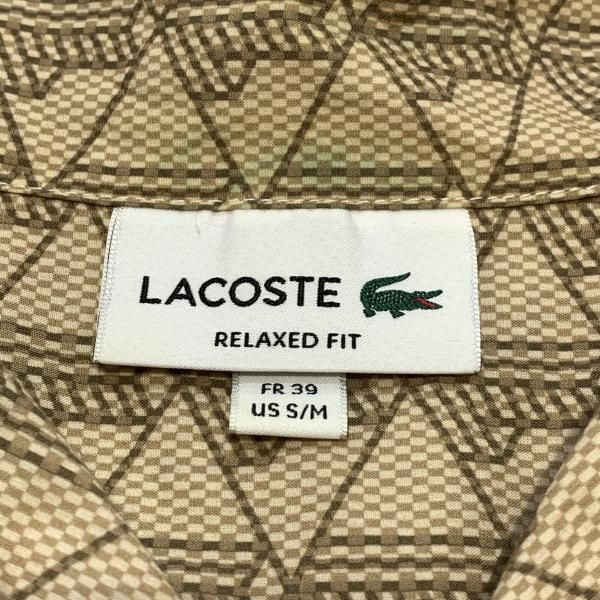 LACOSTE
RELAXED FIT
FR 39
US S/M